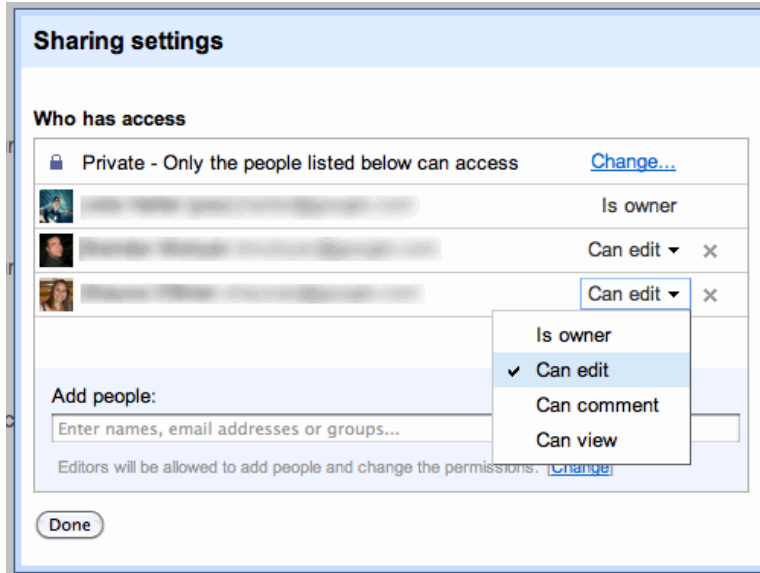 Sharing settings
Who has access
Private - Only the people listed below can access Change...
Is owner
Can edit
Can edit
Is owner
Can edit
Can comment
Can view
Add people:
Enter names, email addresses or groups...
Editors will be allowed to add people and change the permissions. [Change]
Done